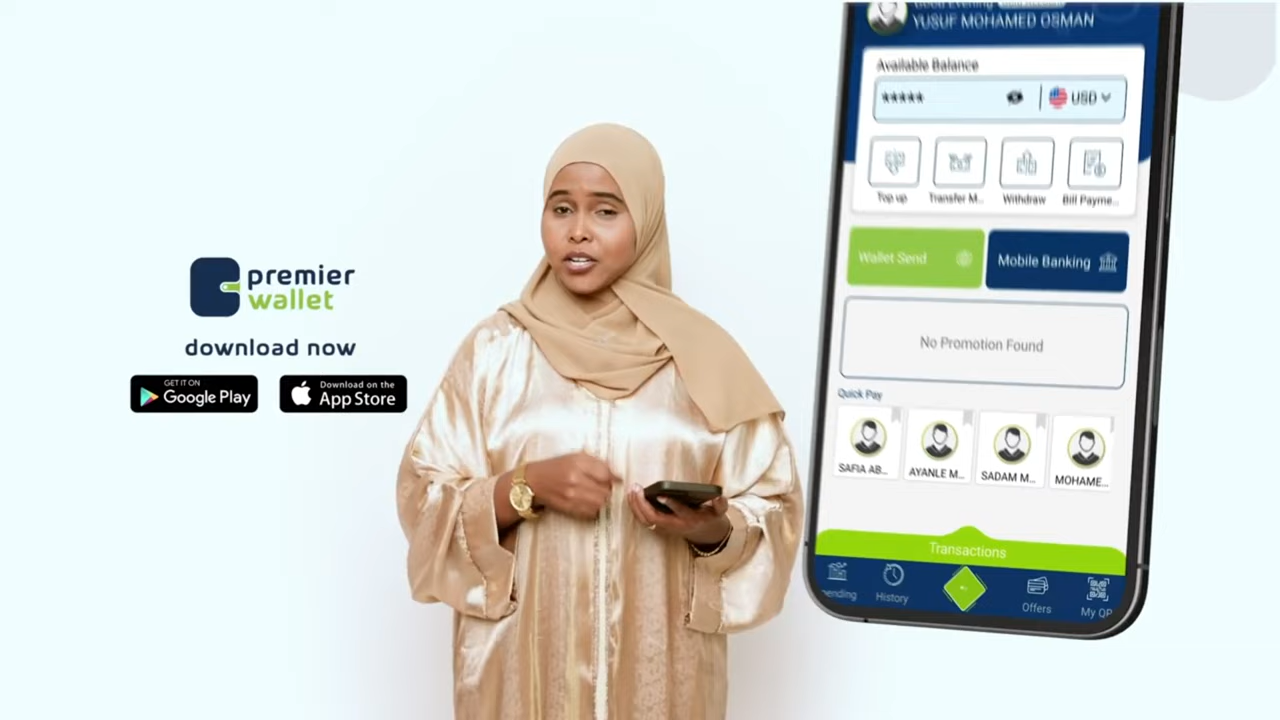 premier
wallet
download now
GET IT ON
Google Play
Download on the
App Store
Good Evening
YUSUF MOHAMED OSMAN
Available Balance
*****
USD
Top up
Transfer M...
Withdraw
Bill Payme...
Wallet Send
Mobile Banking
No Promotion Found
Quick Pay
SAFIA AB...
AYANLE M...
SADAM M...
MOHAME...
Transactions
History
Offers